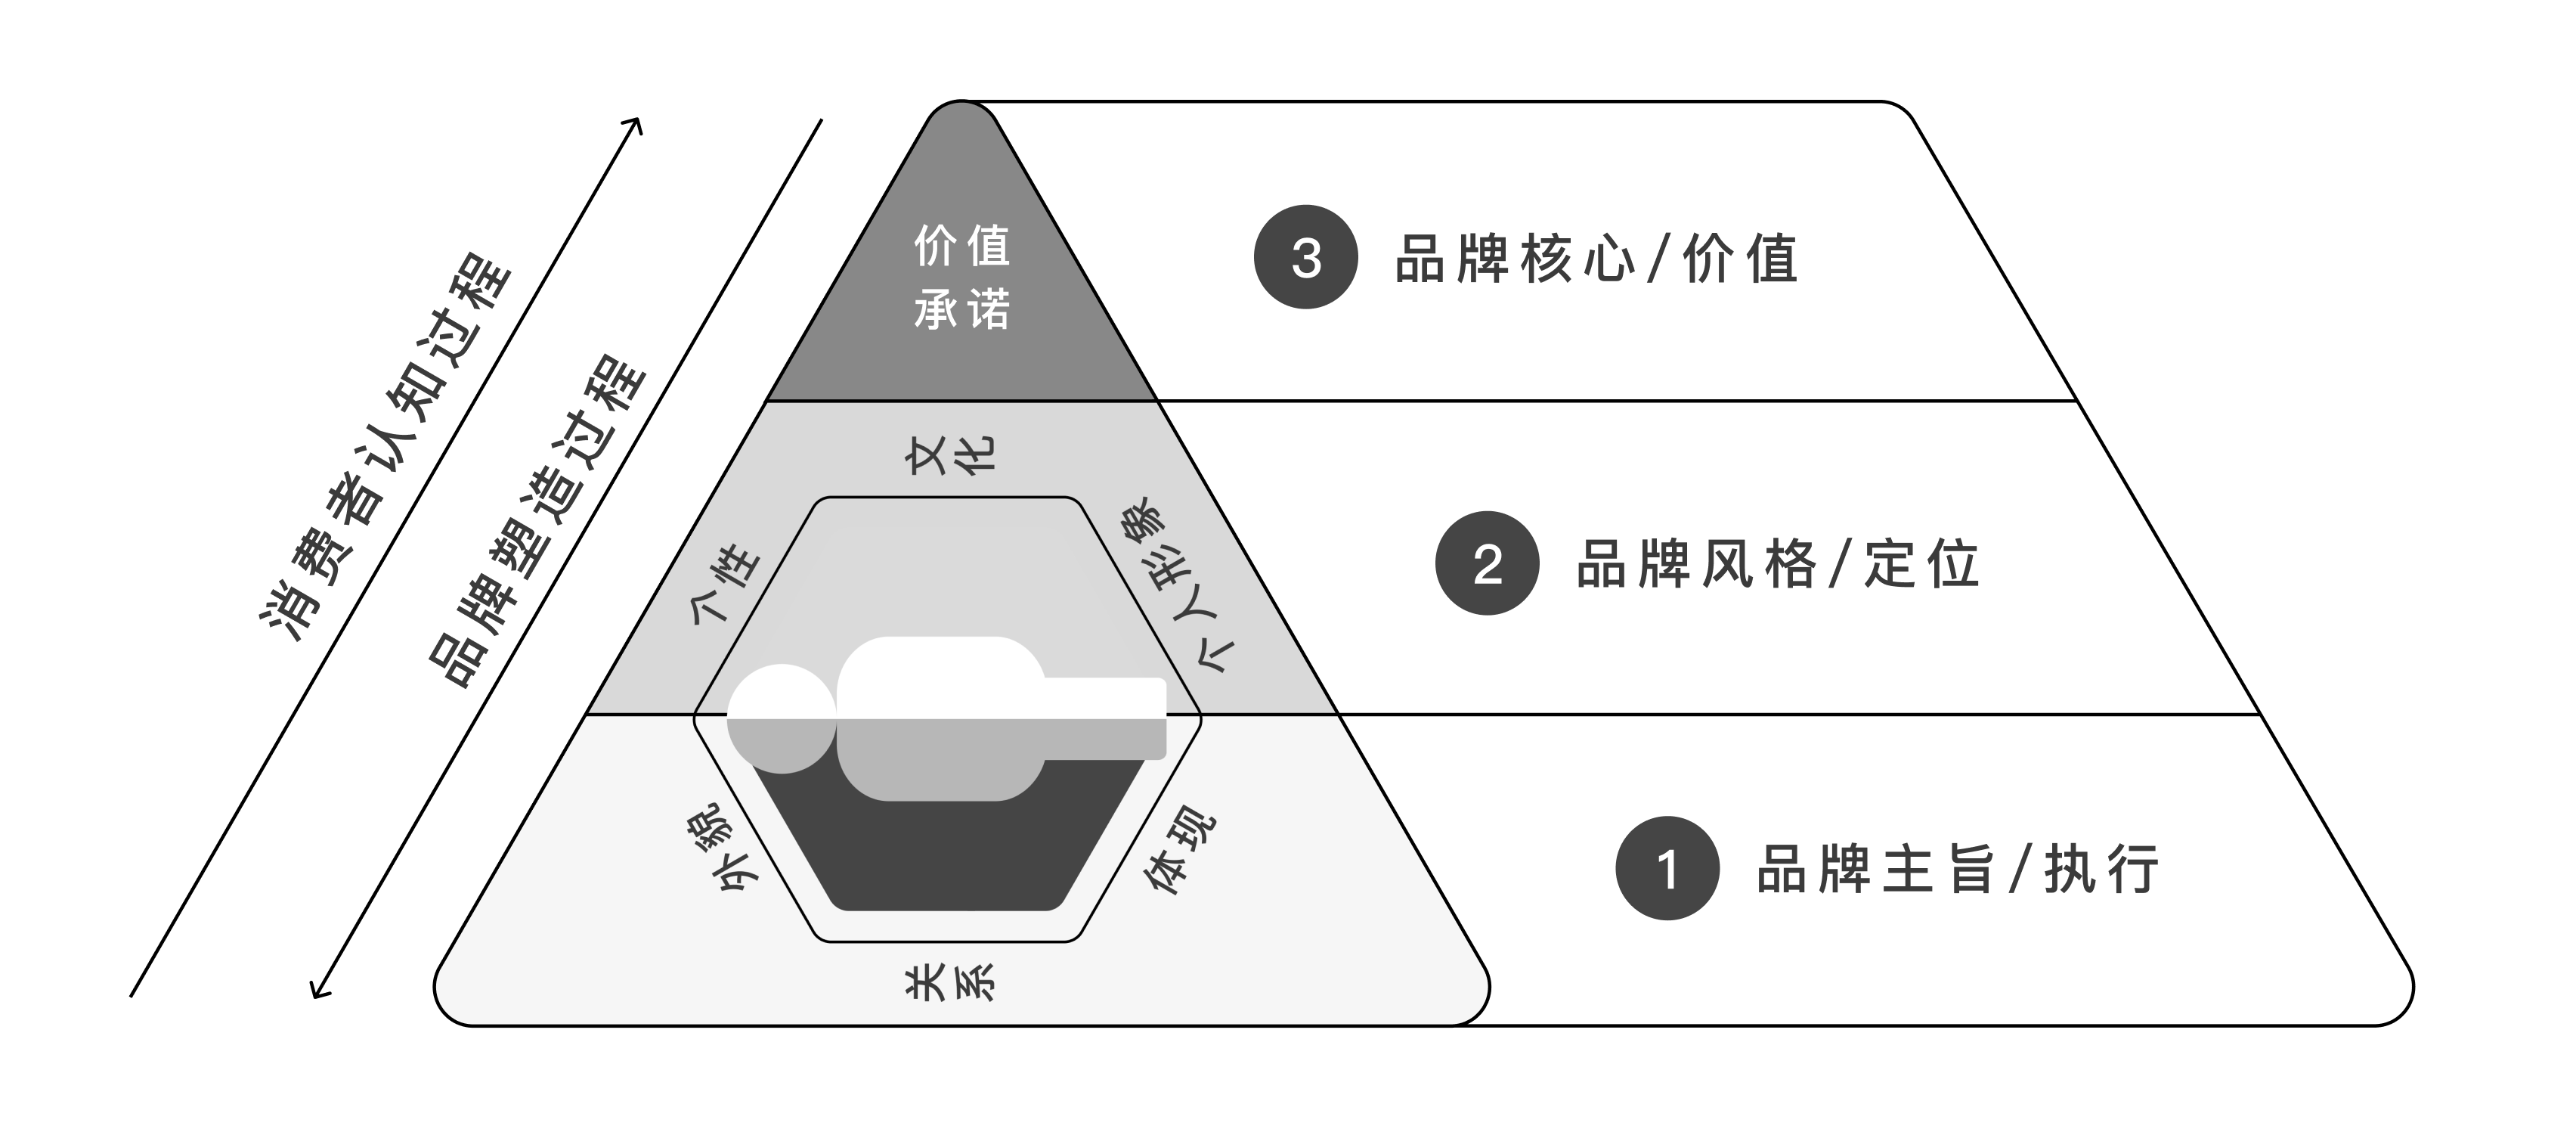 消费者认知过程
品牌塑造过程
价值
承诺
文化
个性
个人形象
外貌
体现
关系
3 品牌核心/价值
2 品牌风格/定位
1 品牌主旨/执行